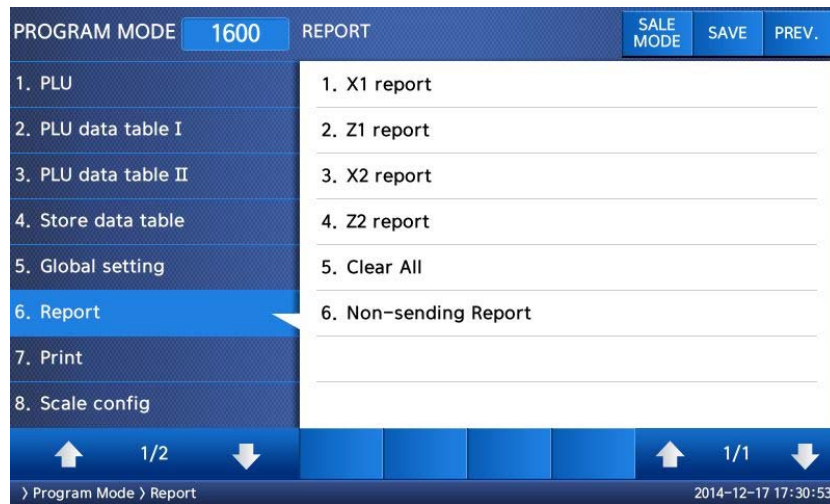 PROGRAM MODE 1600 REPORT SALE MODE SAVE PREV.
1. PLU
2. PLU data table I
3. PLU data table II
4. Store data table
5. Global setting
6. Report
7. Print
8. Scale config
1. X1 report
2. Z1 report
3. X2 report
4. Z2 report
5. Clear All
6. Non-sending Report
1/2
1/1
> Program Mode > Report
2014-12-17 17:30:53